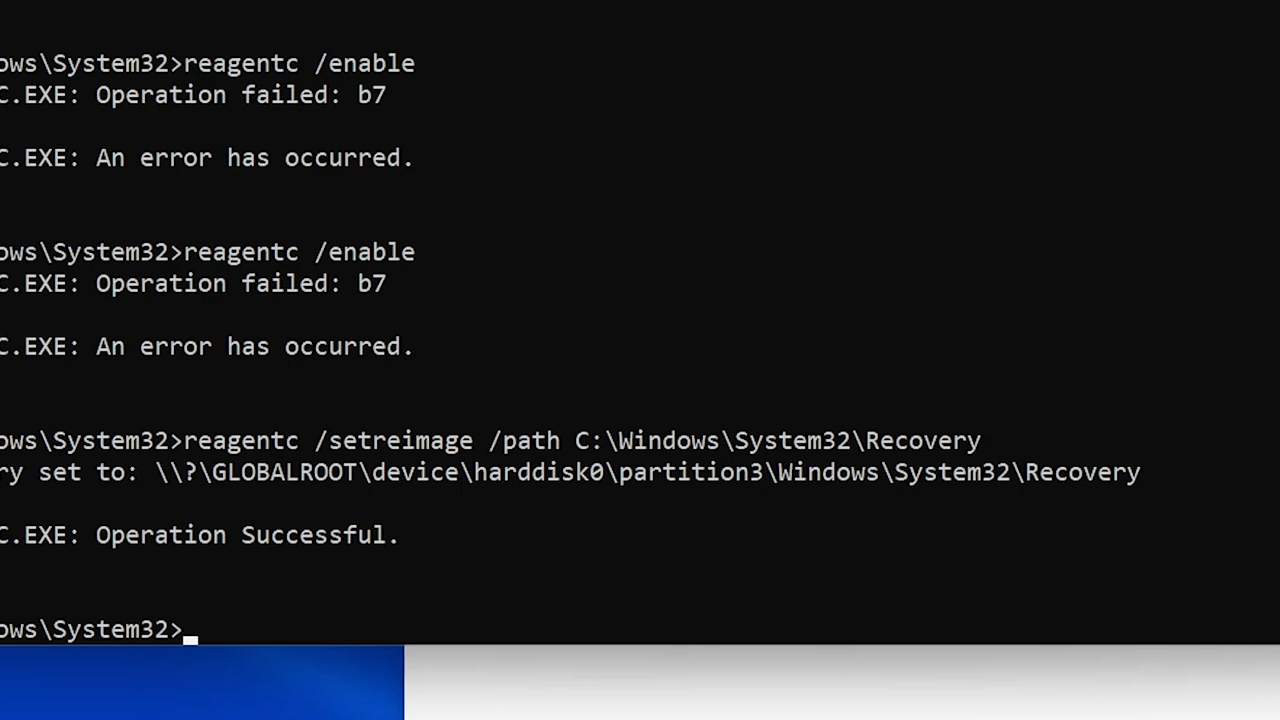 ows\System32>reagentc /enable
C.EXE: Operation failed: b7
C.EXE: An error has occurred.
ows\System32>reagentc /enable
C.EXE: Operation failed: b7
C.EXE: An error has occurred.
ows\System32>reagentc /setreimage /path C:\Windows\System32\Recovery
ry set to: \\?\GLOBALROOT\device\harddisk0\partition3\Windows\System32\Recovery
C.EXE: Operation Successful.
ows\System32>